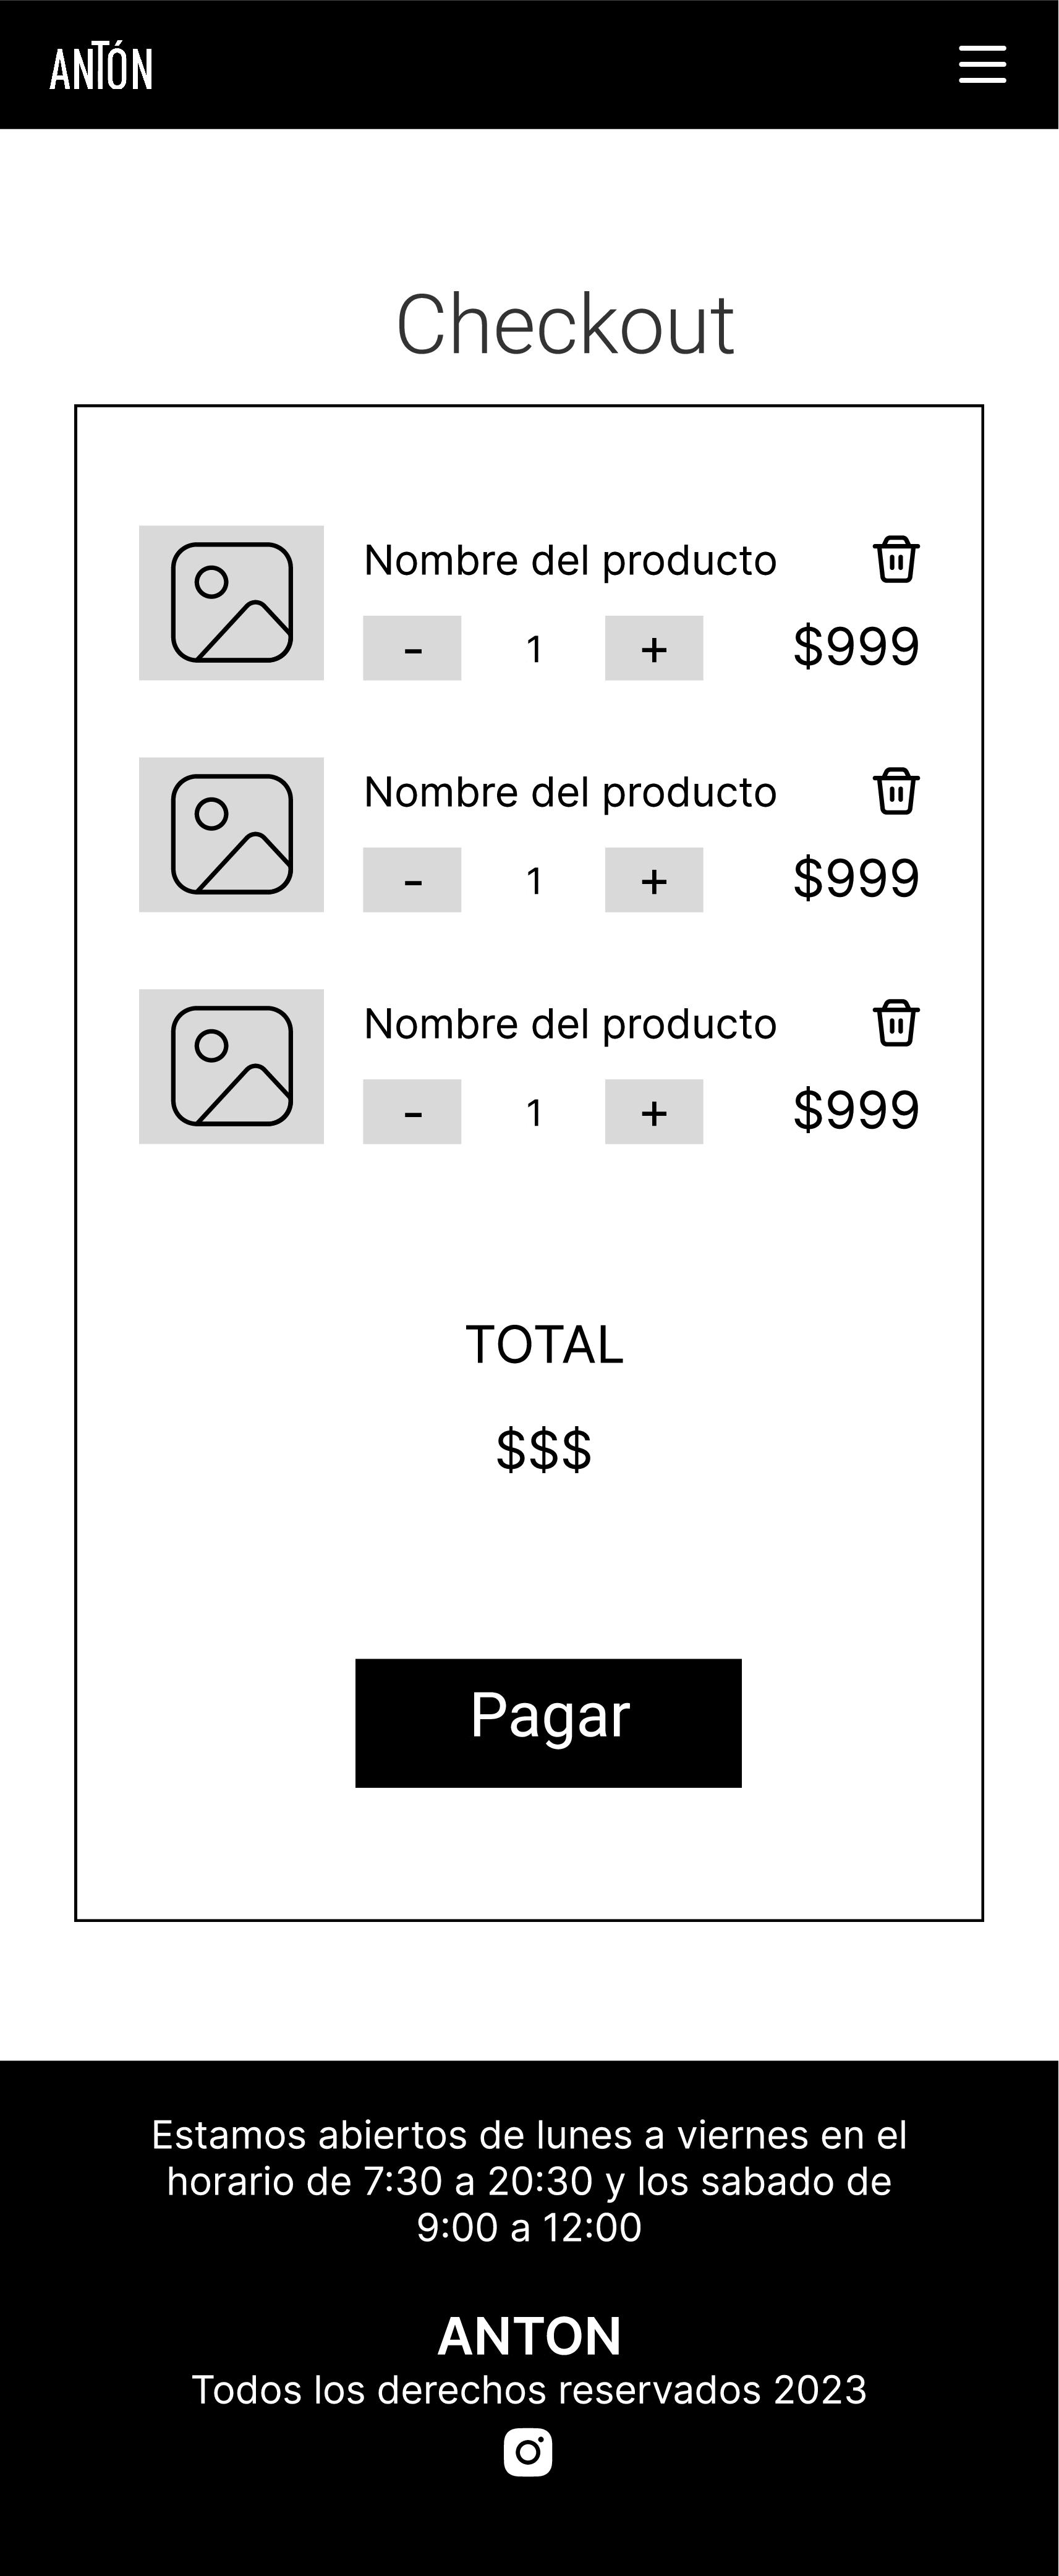 ANTÓN
Checkout
Nombre del producto
- 1 + $999
Nombre del producto
- 1 + $999
Nombre del producto
- 1 + $999
TOTAL
$$$
Pagar
Estamos abiertos de lunes a viernes en el
horario de 7:30 a 20:30 y los sabado de
9:00 a 12:00
ANTON
Todos los derechos reservados 2023